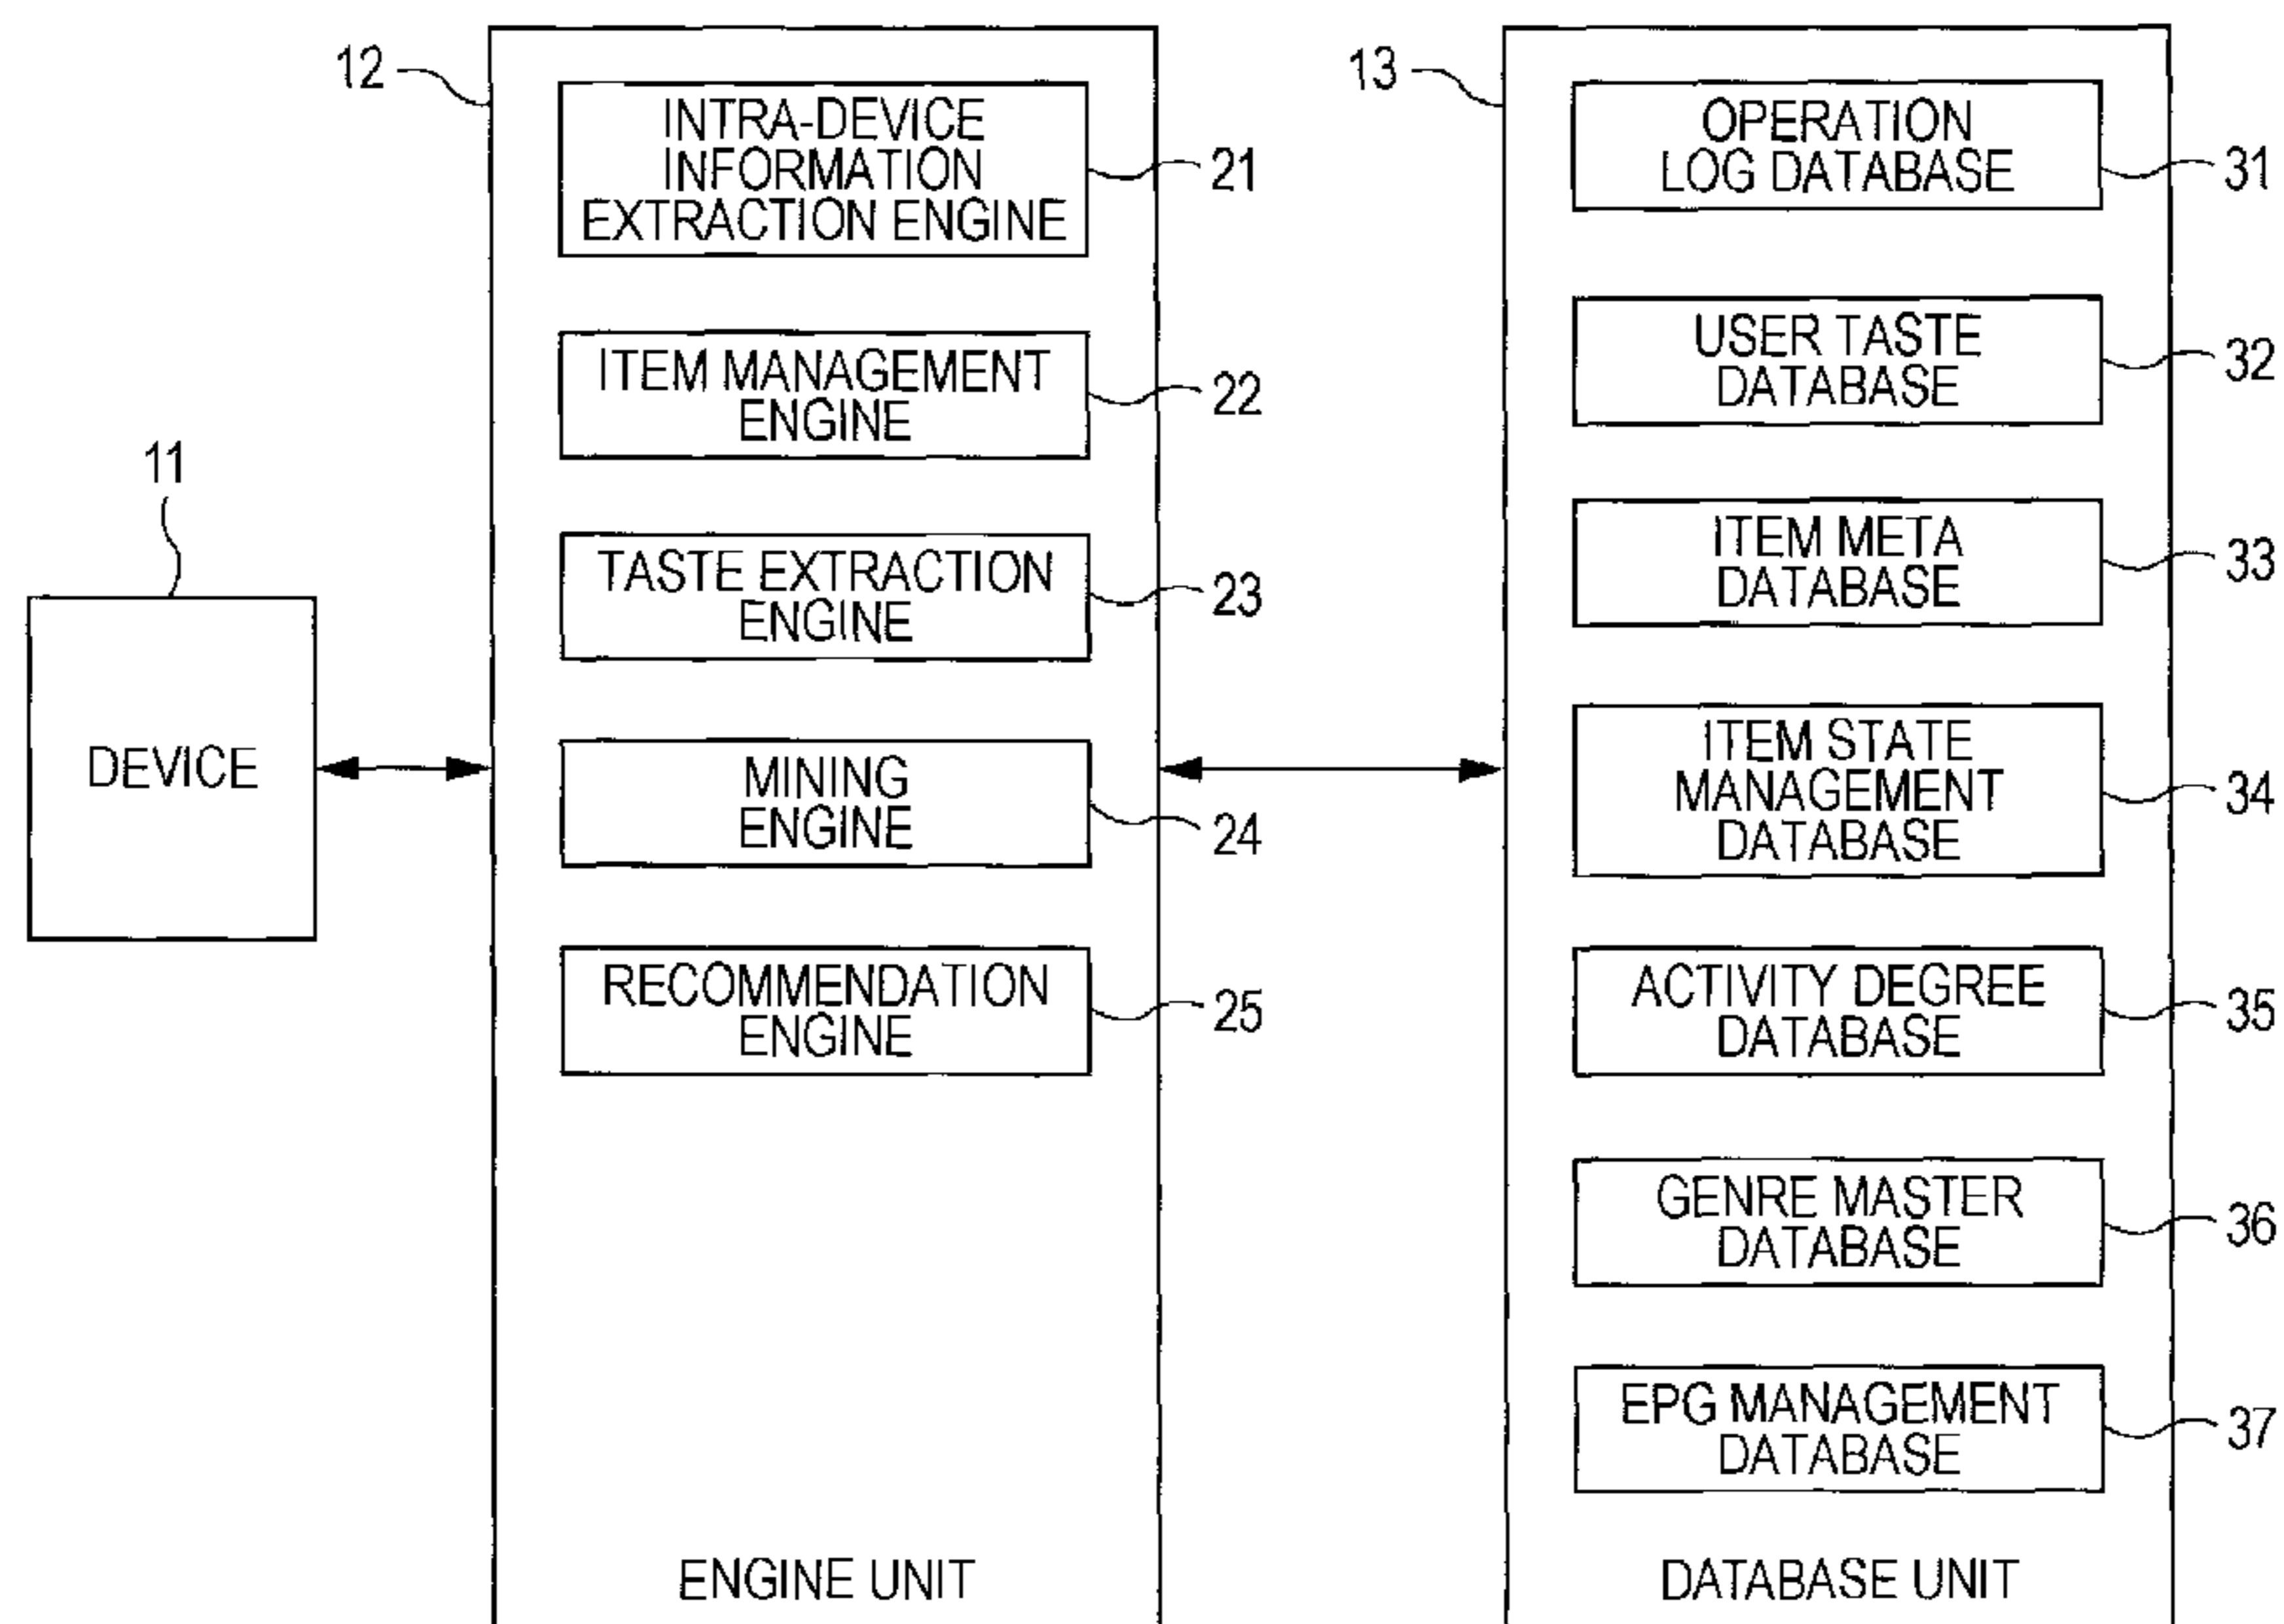 11
DEVICE
12
INTRA-DEVICE
INFORMATION
EXTRACTION ENGINE
21
ITEM MANAGEMENT
ENGINE
22
TASTE EXTRACTION
ENGINE
23
MINING
ENGINE
24
RECOMMENDATION
ENGINE
25
ENGINE UNIT
13
OPERATION
LOG DATABASE
31
USER TASTE
DATABASE
32
ITEM META
DATABASE
33
ITEM STATE
MANAGEMENT
DATABASE
34
ACTIVITY DEGREE
DATABASE
35
GENRE MASTER
DATABASE
36
EPG MANAGEMENT
DATABASE
37
DATABASE UNIT